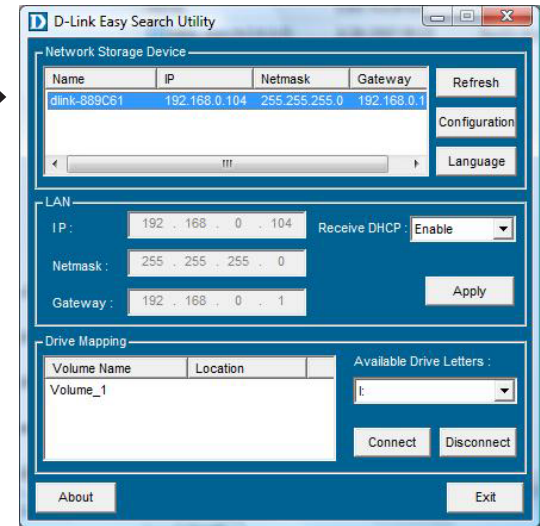 D-Link Easy Search Utility
Network Storage Device
Name IP Netmask Gateway
dlink-889C61 192.168.0.104 255.255.255.0 192.168.0.1
Refresh
Configuration
Language
LAN
IP : 192 . 168 . 0 . 104 Receive DHCP : Enable
Netmask : 255 . 255 . 255 . 0
Gateway : 192 . 168 . 0 . 1 Apply
Drive Mapping
Volume Name Location Available Drive Letters :
Volume_1 I:
Connect Disconnect
About Exit